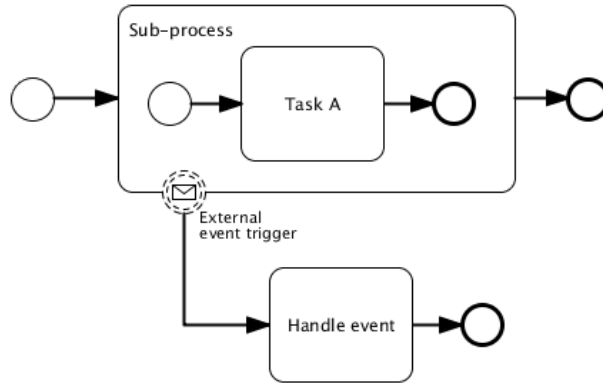 Sub-process
Task A
External
event trigger
Handle event